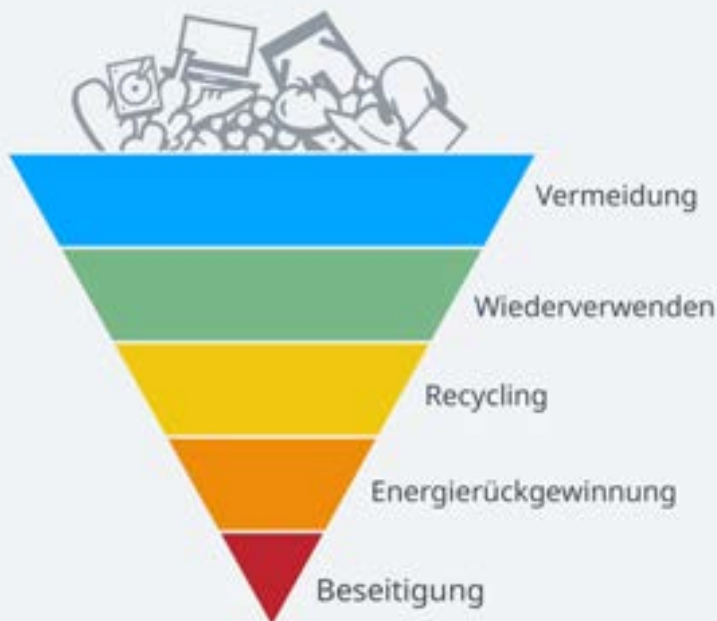 Vermeidung
Wiederverwenden
Recycling
Energierückgewinnung
Beseitigung